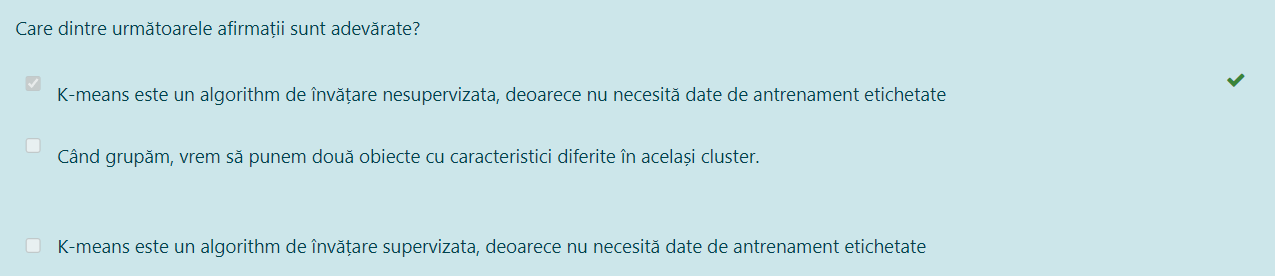 Care dintre următoarele afirmații sunt adevărate?
K-means este un algorithm de învățare nesupervizata, deoarece nu necesită date de antrenament etichetate
Când grupăm, vrem să punem două obiecte cu caracteristici diferite în același cluster.
K-means este un algorithm de învățare supervizata, deoarece nu necesită date de antrenament etichetate